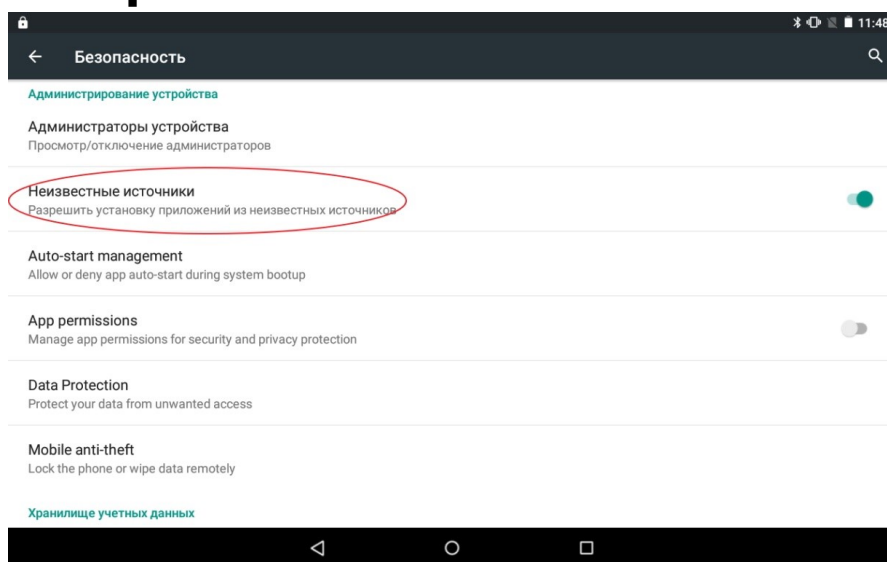 11:48
Безопасность
Администрирование устройства
Администраторы устройства
Просмотр/отключение администраторов
Неизвестные источники
Разрешить установку приложений из неизвестных источников
Auto-start management
Allow or deny app auto-start during system bootup
App permissions
Manage app permissions for security and privacy protection
Data Protection
Protect your data from unwanted access
Mobile anti-theft
Lock the phone or wipe data remotely
Хранилище учетных данных